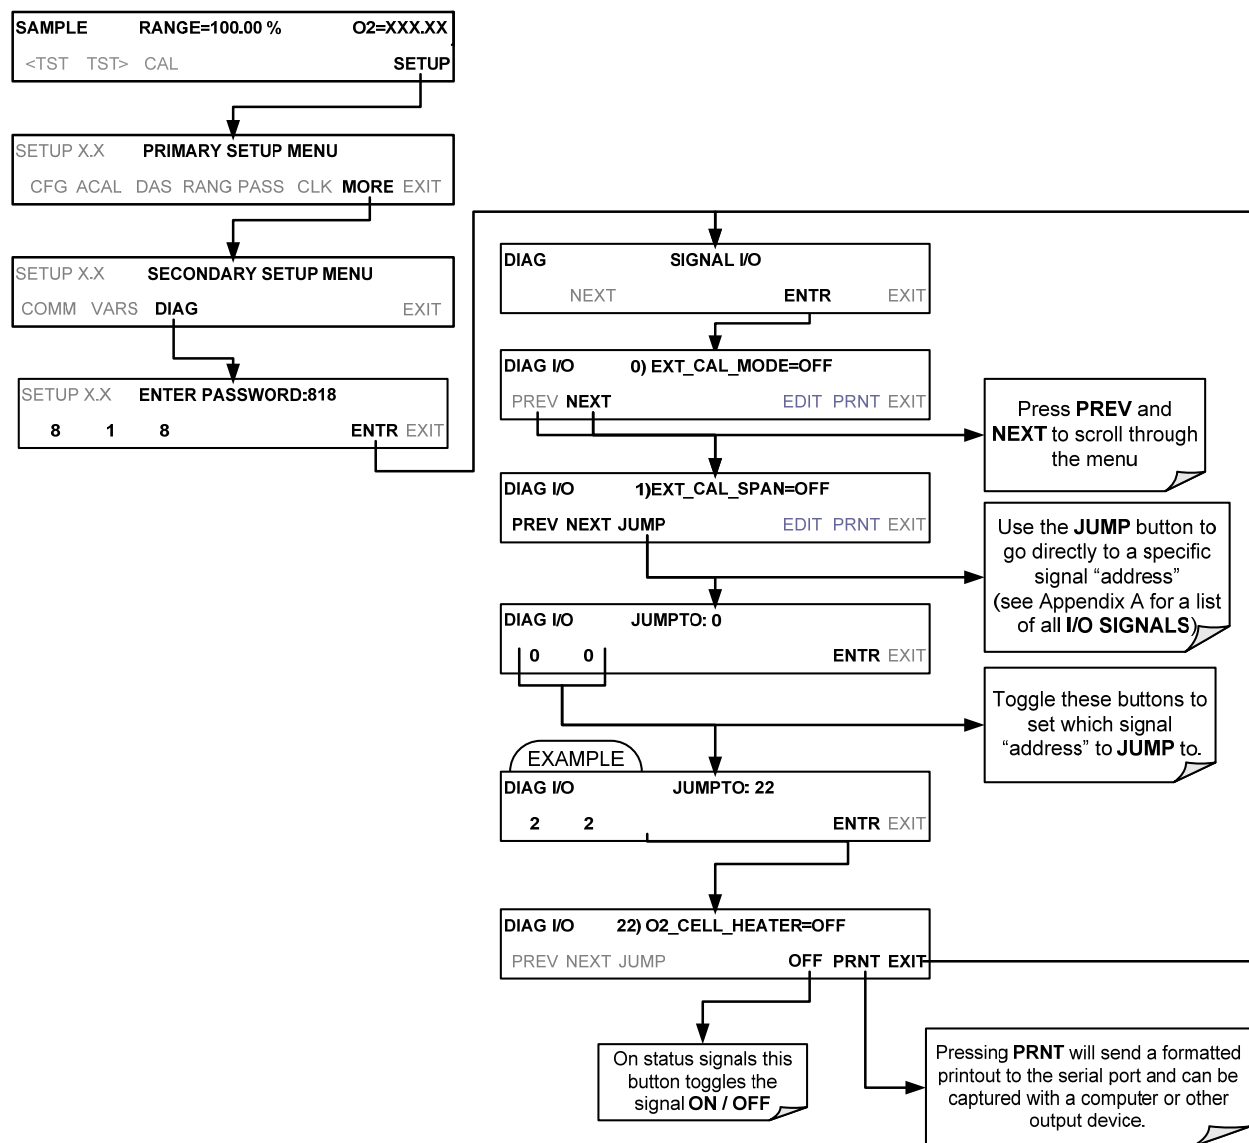 SAMPLE RANGE=100.00 % O2=XXX.XX
<TST TST> CAL SETUP
SETUP X.X PRIMARY SETUP MENU
CFG ACAL DAS RANG PASS CLK MORE EXIT
SETUP X.X SECONDARY SETUP MENU
COMM VARS DIAG EXIT
SETUP X.X ENTER PASSWORD:818
8 1 8 ENTR EXIT
DIAG SIGNAL I/O
NEXT ENTR EXIT
DIAG I/O 0) EXT_CAL_MODE=OFF
PREV NEXT EDIT PRNT EXIT
Press PREV and
NEXT to scroll through
the menu
DIAG I/O 1)EXT_CAL_SPAN=OFF
PREV NEXT JUMP EDIT PRNT EXIT
Use the JUMP button to
go directly to a specific
signal “address”
(see Appendix A for a list
of all I/O SIGNALS)
DIAG I/O JUMPTO: 0
0 0 ENTR EXIT
Toggle these buttons to
set which signal
“address” to JUMP to.
EXAMPLE
DIAG I/O JUMPTO: 22
2 2 ENTR EXIT
DIAG I/O 22) O2_CELL_HEATER=OFF
PREV NEXT JUMP OFF PRNT EXIT
On status signals this
button toggles the
signal ON / OFF
Pressing PRNT will send a formatted
printout to the serial port and can be
captured with a computer or other
output device.